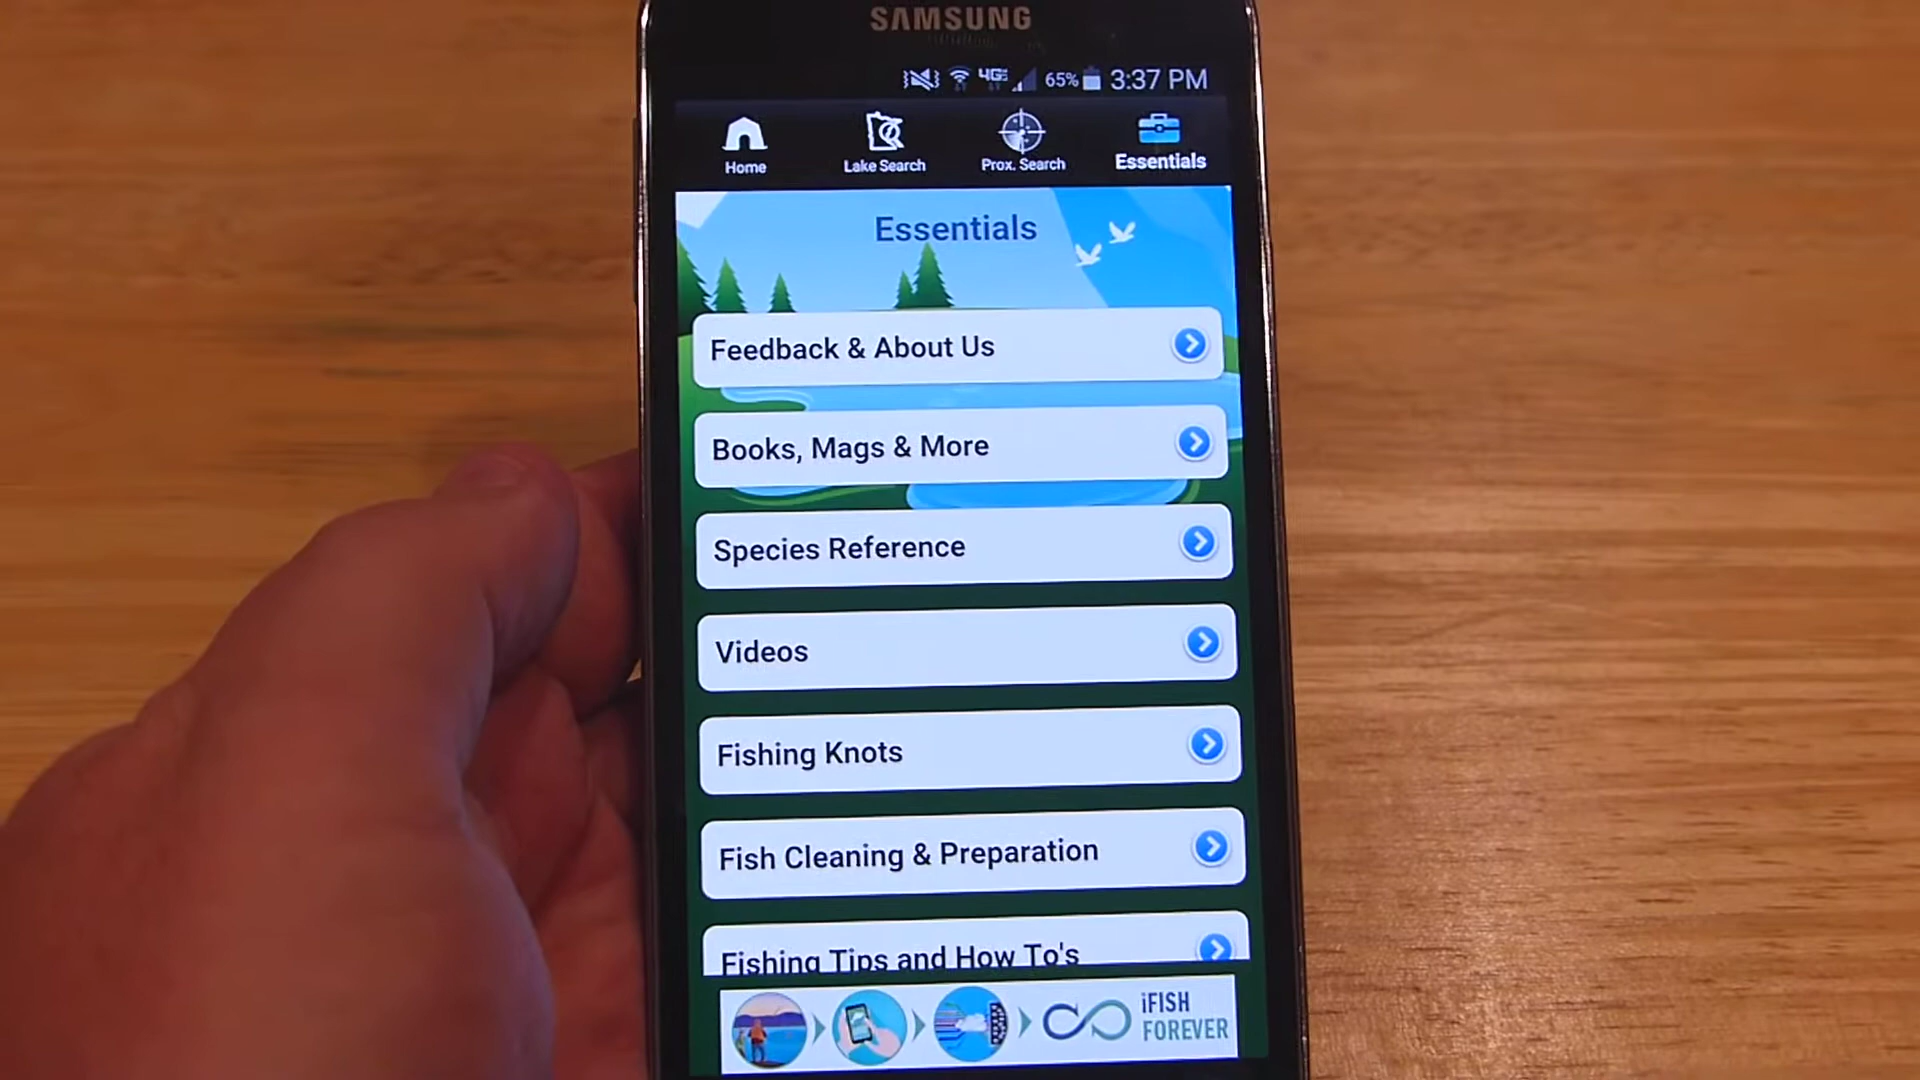 SAMSUNG
4G 65% 3:37 PM
Home
Lake Search
Prox. Search
Essentials
Essentials
Feedback & About Us
Books, Mags & More
Species Reference
Videos
Fishing Knots
Fish Cleaning & Preparation
Fishing Tips and How To's
iFISH
FOREVER